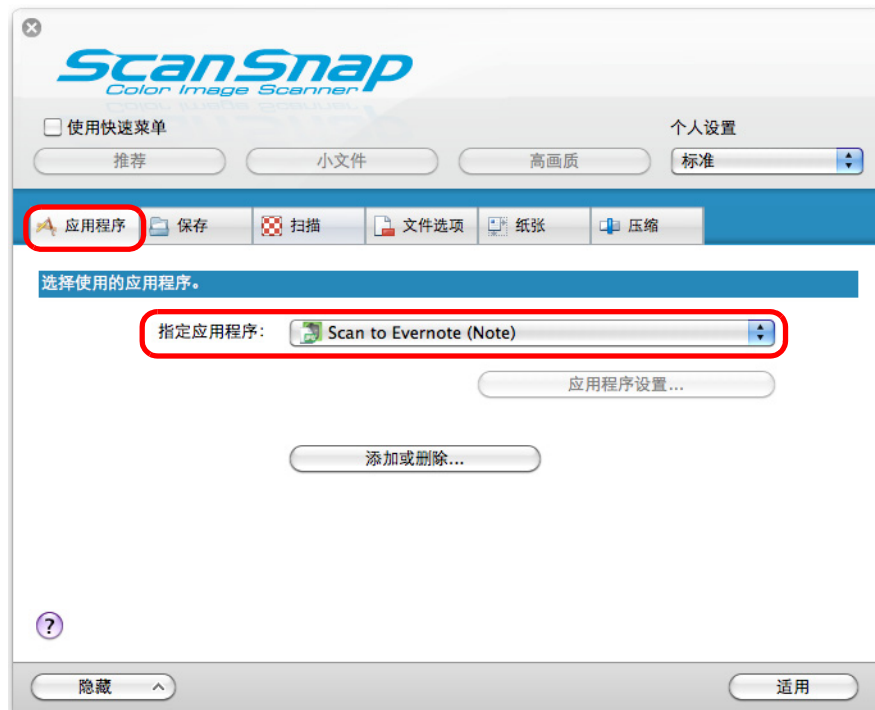 ScanSnap
Color Image Scanner
使用快速菜单
个人设置
推荐 小文件 高画质 标准
应用程序 保存 扫描 文件选项 纸张 压缩
选择使用的应用程序。
指定应用程序: Scan to Evernote (Note)
应用程序设置...
添加或删除...
?
隐藏 适用